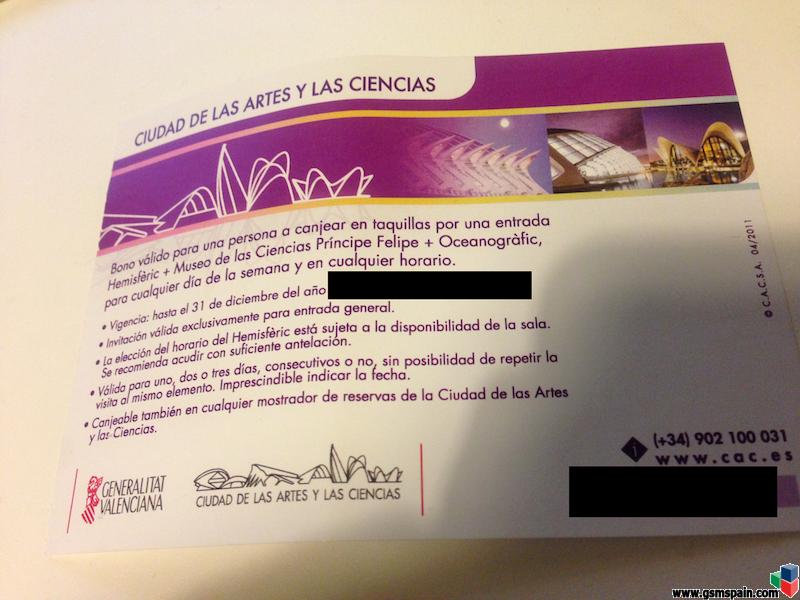 CIUDAD DE LAS ARTES Y LAS CIENCIAS
Bono válido para una persona a canjear en taquillas por una entrada
Hemisfèric + Museo de las Ciencias Príncipe Felipe + Oceanogràfic,
para cualquier día de la semana y en cualquier horario.
• Vigencia: hasta el 31 de diciembre del año
• Invitación válida exclusivamente para entrada general.
• La elección del horario del Hemisfèric está sujeta a la disponibilidad de la sala.
Se recomienda acudir con suficiente antelación.
• Válida para uno, dos o tres días, consecutivos o no, sin posibilidad de repetir la
visita al mismo elemento. Imprescindible indicar la fecha.
• Canjeable también en cualquier mostrador de reservas de la Ciudad de las Artes
y las Ciencias.
© C.A.C.S.A. 04/2011
GENERALITAT
VALENCIANA
CIUDAD DE LAS ARTES Y LAS CIENCIAS
i (+34) 902 100 031
www.cac.es
www.gsmspain.com